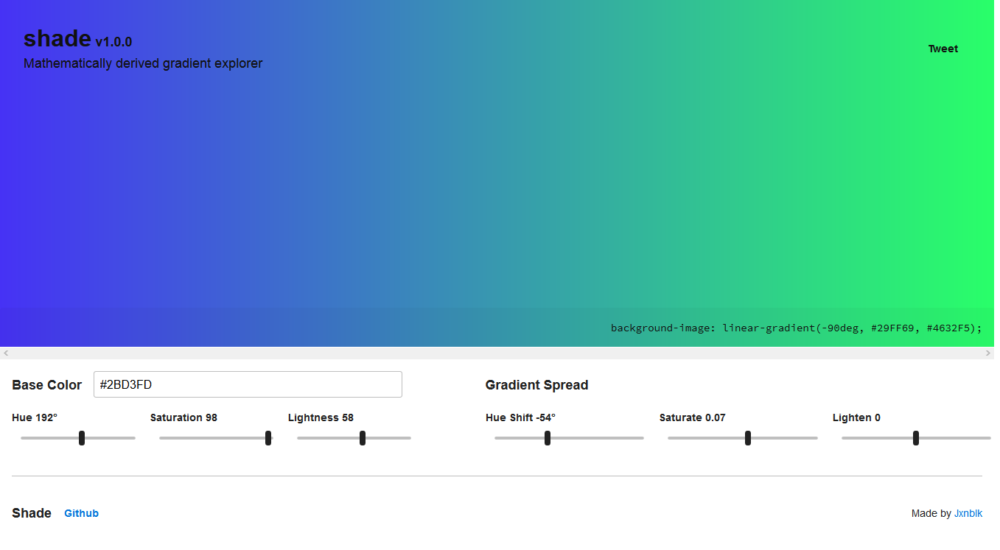 shade v1.0.0
Mathematically derived gradient explorer
Tweet
background-image: linear-gradient(-90deg, #29FF69, #4632F5);
Base Color #2BD3FD
Hue 192° Saturation 98 Lightness 58
Gradient Spread
Hue Shift -54° Saturate 0.07 Lighten 0
Shade Github
Made by Jxnblk